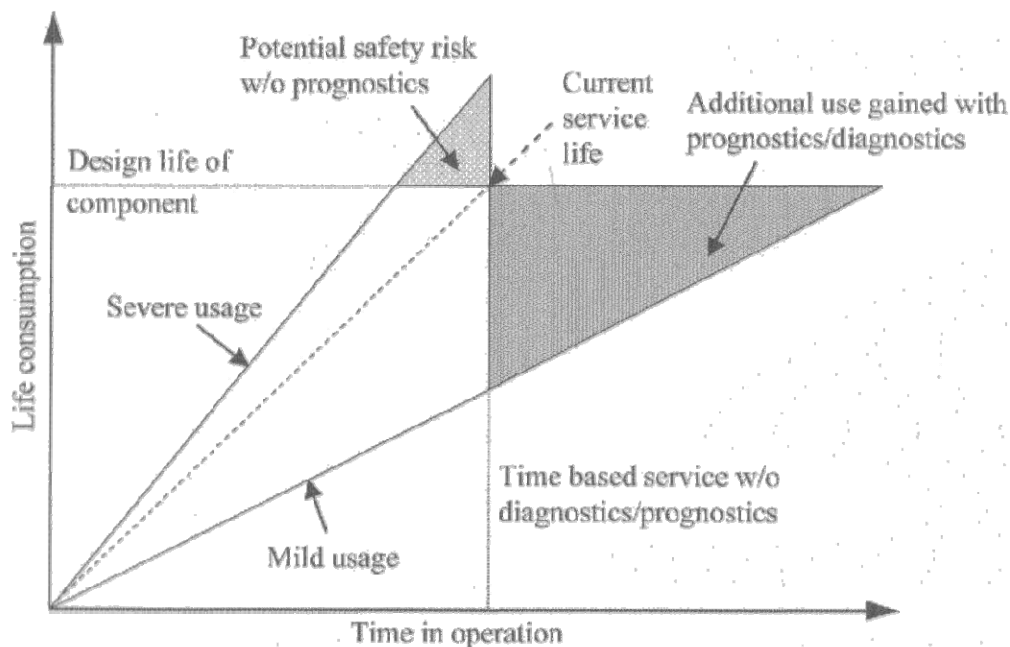 Potential safety risk
w/o prognostics
Current
service
life
Additional use gained with
prognostics/diagnostics
Design life of
component
Life consumption
Severe usage
Mild usage
Time based service w/o
diagnostics/prognostics
Time in operation